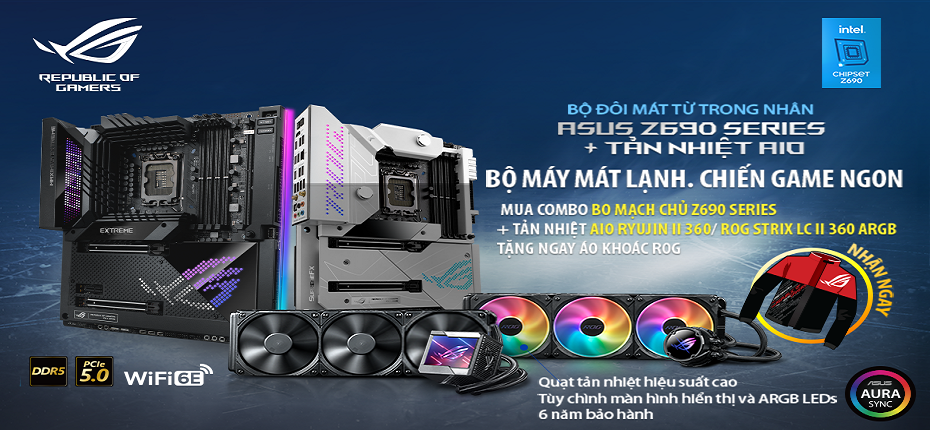 REPUBLIC OF
GAMERS
intel.
CHIPSET
Z690
BỘ ĐÔI MÁT TỪ TRONG NHÂN
ASUS Z690 SERIES
+ TẢN NHIỆT AIO
BỘ MÁY MÁT LẠNH. CHIẾN GAME NGON
MUA COMBO BO MẠCH CHỦ Z690 SERIES
+ TẢN NHIỆT AIO RYUJIN II 360/ ROG STRIX LC II 360 ARGB
TẶNG NGAY ÁO KHOÁC ROG
NHẬN NGAY
EXTREME
ROG
ROG
DDR5
PCIe
5.0
WiFi 6E
Quạt tản nhiệt hiệu suất cao
Tùy chỉnh màn hình hiển thị và ARGB LEDs
6 năm bảo hành
ASUS
AURA
SYNC